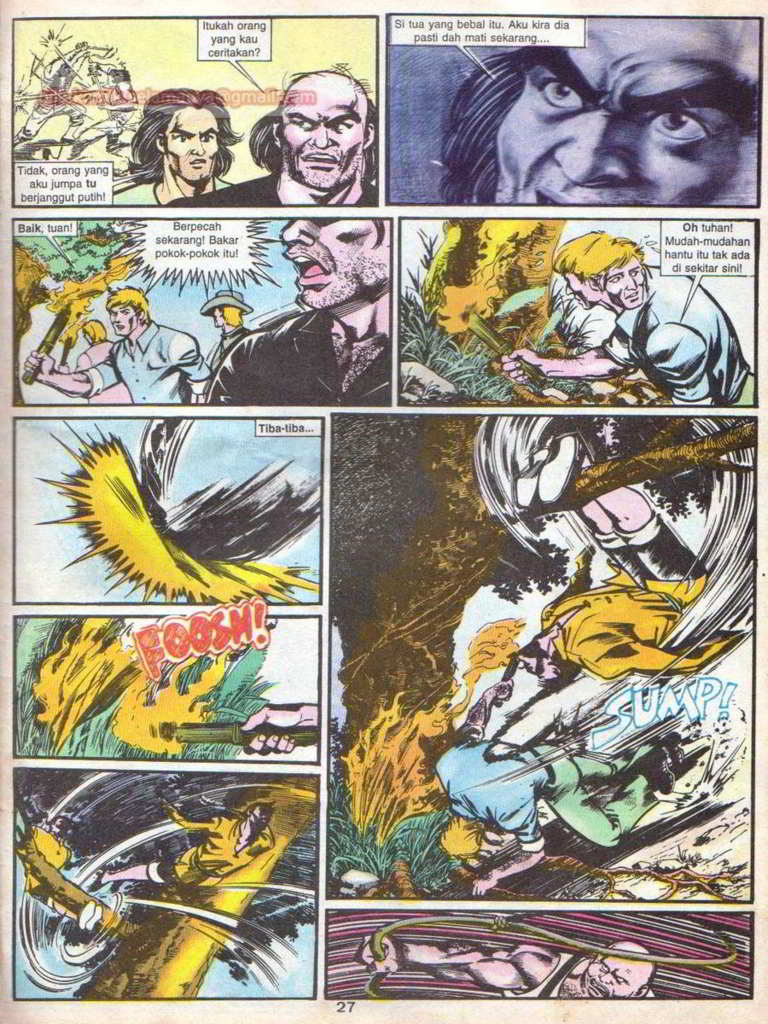 Itukah orang
yang kau
ceritakan?
Tidak, orang yang
aku jumpa tu
berjanggut putih!
Si tua yang bebal itu. Aku kira dia
pasti dah mati sekarang....
Baik, tuan!
Berpecah
sekarang! Bakar
pokok-pokok itu!
Oh tuhan!
Mudah-mudahan
hantu itu tak ada
di sekitar sini!
Tiba-tiba...
FOOSH!
SUMP!
27